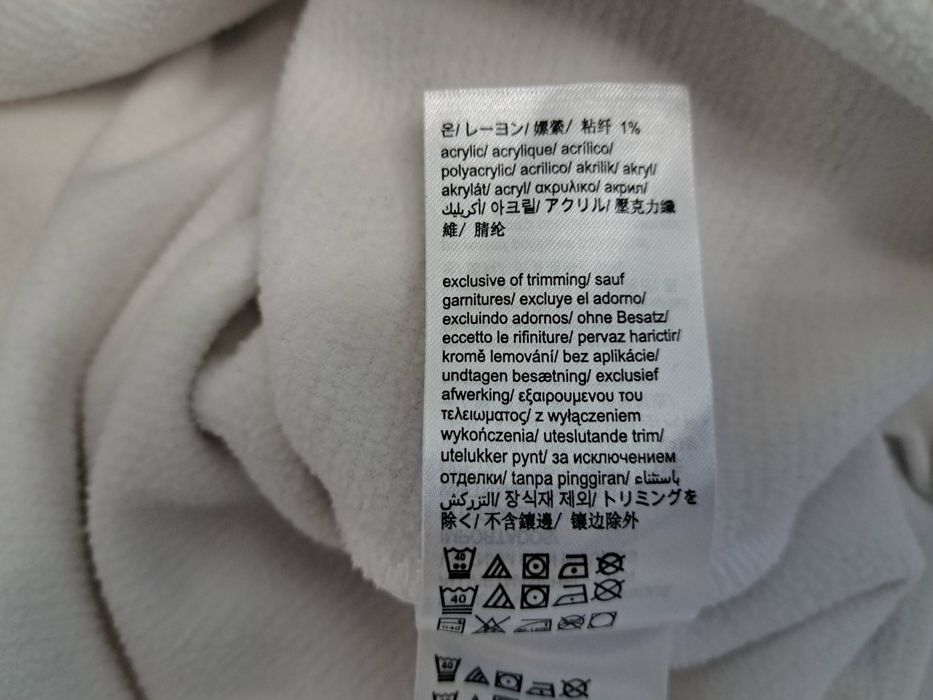 온/ レーヨン/ 嫘縈/ 粘纤 1%
acrylic/ acrylique/ acrílico/
polyacrylic/ acrilico/ akrilik/ akryl/
akrylát/ acryl/ ακρυλικο/ акрил/
أكريليك/ 아크릴/ アクリル/ 壓克力纖
維/ 腈纶
exclusive of trimming/ sauf
garnitures/ excluye el adorno/
excluindo adornos/ ohne Besatz/
eccetto le rifiniture/ pervaz harictir/
kromě lemování/ bez aplikácie/
undtagen besætning/ exclusief
afwerking/ εξαιρουμενου του
τελειωματος/ z wyłączeniem
wykończenia/ uteslutande trim/
utelukker pynt/ за исключением
отделки/ tanpa pinggiran/ باستثناء
التزركش/ 장식재 제외/ トリミングを
除く/ 不含鑲邊/ 镶边除外
40
40
40